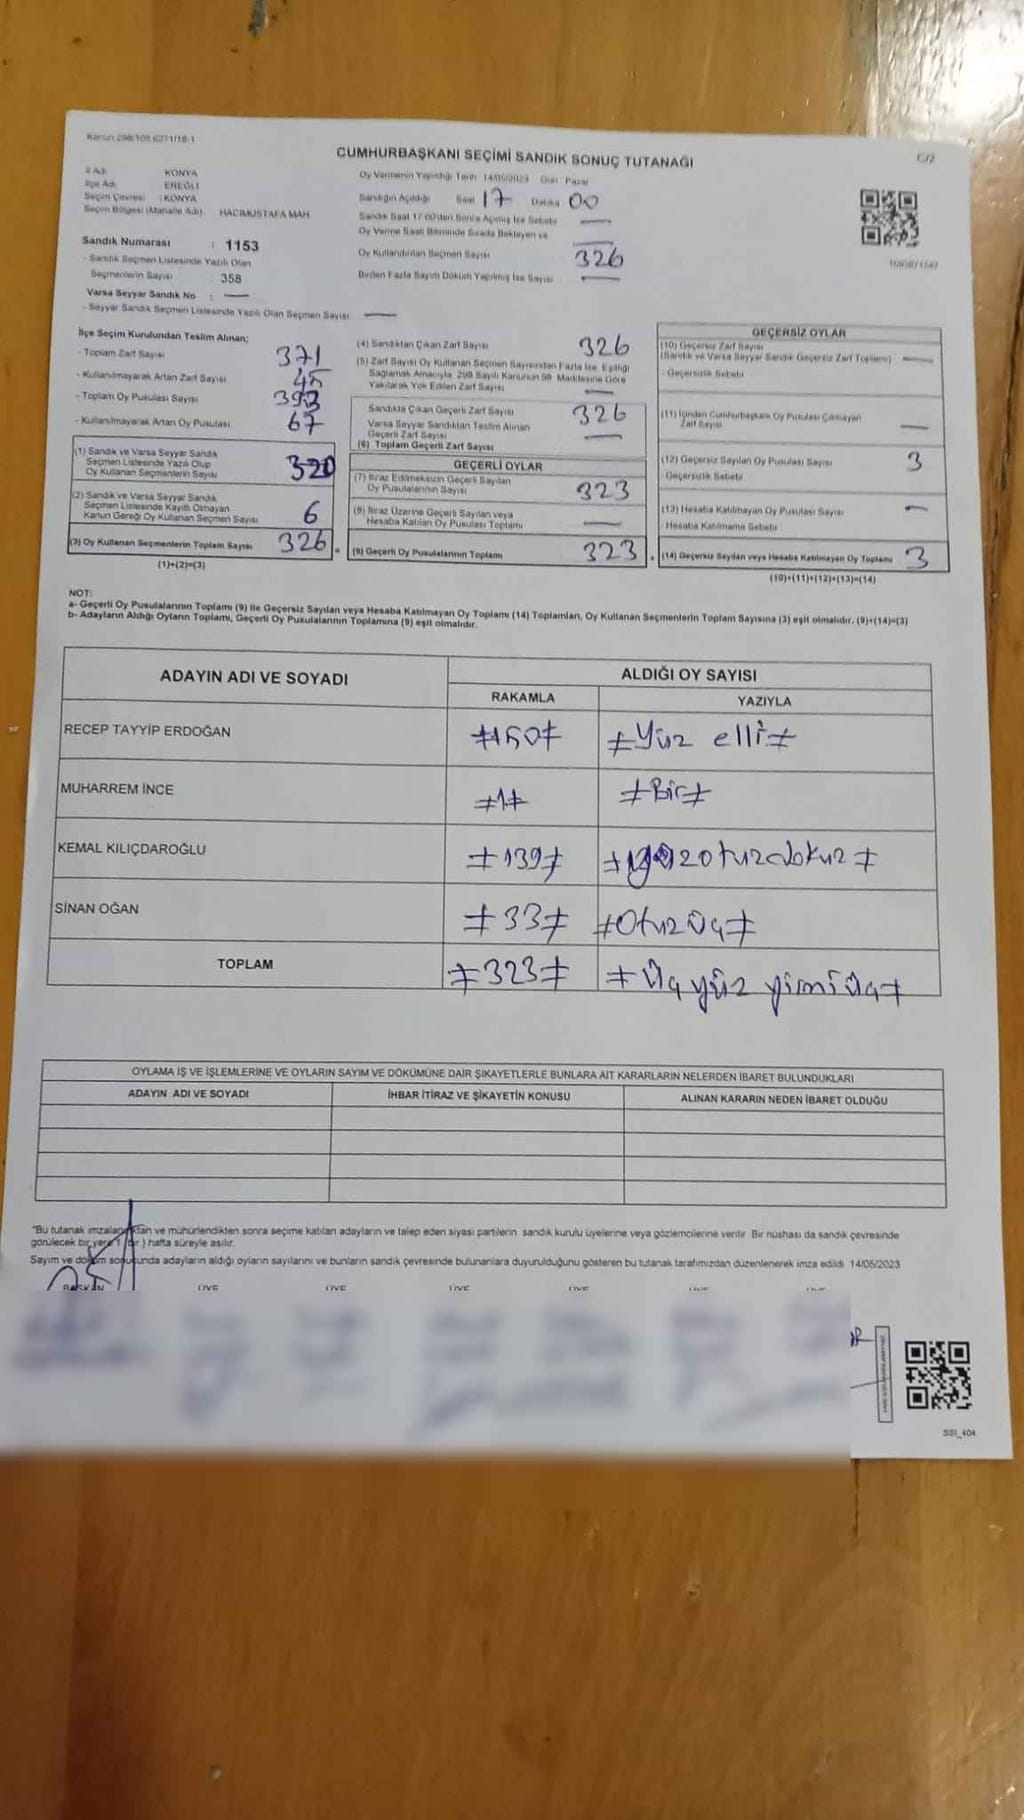 Kanun 298/105 6271/18-1
C/2
CUMHURBAŞKANI SEÇİMİ SANDIK SONUÇ TUTANAĞI
İl Adı KONYA
İlçe Adı EREĞLİ
Seçim Çevresi : KONYA
Seçim Bölgesi (Mahalle Adı) HACIMUSTAFA MAH
Sandık Numarası : 1153
- Sandık Seçmen Listesinde Yazılı Olan
Seçmenlerin Sayısı : 358
Varsa Seyyar Sandık No :
- Seyyar Sandık Seçmen Listesinde Yazılı Olan Seçmen Sayısı
Oy Vermenin Yapıldığı Tarih 14/05/2023 Gün Pazar
Sandığın Açıldığı Saat 17 Dakika 00
Sandık Saat 17.00'den Sonra Açılmış İse Sebebi
Oy Verme Saati Bitiminde Sırada Bekleyen ve
Oy Kullandırılan Seçmen Sayısı 326
Birden Fazla Sayım Döküm Yapılmış İse Sayısı
İlçe Seçim Kurulundan Teslim Alınan;
- Toplam Zarf Sayısı 371
- Kullanılmayarak Artan Zarf Sayısı 45
- Toplam Oy Pusulası Sayısı 393
- Kullanılmayarak Artan Oy Pusulası 67
(1) Sandık ve Varsa Seyyar Sandık
Seçmen Listesinde Yazılı Olup
Oy Kullanan Seçmenlerin Sayısı 320
(2) Sandık ve Varsa Seyyar Sandık
Seçmen Listesinde Kayıtlı Olmayan
Kanun Gereği Oy Kullanan Seçmen Sayısı 6
(3) Oy Kullanan Seçmenlerin Toplam Sayısı 326
(1)+(2)=(3)
(4) Sandıktan Çıkan Zarf Sayısı 326
(5) Zarf Sayısı Oy Kullanan Seçmen Sayısından Fazla İse, Eşitliği
Sağlamak Amacıyla 298 Sayılı Kanunun 98. Maddesine Göre
Yakılarak Yok Edilen Zarf Sayısı
Sandıkta Çıkan Geçerli Zarf Sayısı 326
Varsa Seyyar Sandıktan Teslim Alınan
Geçerli Zarf Sayısı
(6) Toplam Geçerli Zarf Sayısı
GEÇERLİ OYLAR
(7) İtiraz Edilmeksizin Geçerli Sayılan
Oy Pusulalarının Sayısı 323
(8) İtiraz Üzerine Geçerli Sayılan veya
Hesaba Katılan Oy Pusulası Toplamı
(9) Geçerli Oy Pusulalarının Toplamı 323
GEÇERSİZ OYLAR
(10) Geçersiz Zarf Sayısı
(Sandık ve Varsa Seyyar Sandık Geçersiz Zarf Toplamı)
- Geçersizlik Sebebi
(11) İçinden Cumhurbaşkanı Oy Pusulası Çıkmayan
Zarf Sayısı
(12) Geçersiz Sayılan Oy Pusulası Sayısı 3
- Geçersizlik Sebebi
(13) Hesaba Katılmayan Oy Pusulası Sayısı
- Hesaba Katılmama Sebebi
(14) Geçersiz Sayılan veya Hesaba Katılmayan Oy Toplamı 3
(10)+(11)+(12)+(13)=(14)
NOT:
a- Geçerli Oy Pusulalarının Toplamı (9) ile Geçersiz Sayılan veya Hesaba Katılmayan Oy Toplamı (14) Toplamları, Oy Kullanan Seçmenlerin Toplam Sayısına (3) eşit olmalıdır. (9)+(14)=(3)
b- Adayların Aldığı Oyların Toplamı, Geçerli Oy Pusulalarının Toplamına (9) eşit olmalıdır.
ADAYIN ADI VE SOYADI
ALDIĞI OY SAYISI
RAKAMLA YAZIYLA
RECEP TAYYİP ERDOĞAN ≠150≠ ≠Yüz elli≠
MUHARREM İNCE ≠1≠ ≠Bir≠
KEMAL KILIÇDAROĞLU ≠139≠ otuzdokuz≠
SİNAN OĞAN ≠33≠ ≠Otuz üç≠
TOPLAM ≠323≠ ≠Üç yüz yimi üç≠
OYLAMA İŞ VE İŞLEMLERİNE VE OYLARIN SAYIM VE DÖKÜMÜNE DAİR ŞİKAYETLERLE BUNLARA AİT KARARLARIN NELERDEN İBARET BULUNDUKLARI
ADAYIN ADI VE SOYADI İHBAR İTİRAZ VE ŞİKAYETİN KONUSU ALINAN KARARIN NEDEN İBARET OLDUĞU
"Bu tutanak imzalandıktan ve mühürlendikten sonra seçime katılan adayların ve talep eden siyasi partilerin sandık kurulu üyelerine veya gözlemcilerine verilir Bir nüshası da sandık çevresinde
görülecek bir yere 1 (bir) hafta süreyle asılır.
Sayım ve döküm sonucunda adayların aldığı oyların sayılarını ve bunların sandık çevresinde bulunanlara duyurulduğunu gösteren bu tutanak tarafımızdan düzenlenerek imza edildi 14/05/2023
BAŞKAN ÜYE ÜYE ÜYE ÜYE ÜYE ÜYE
SSI_404